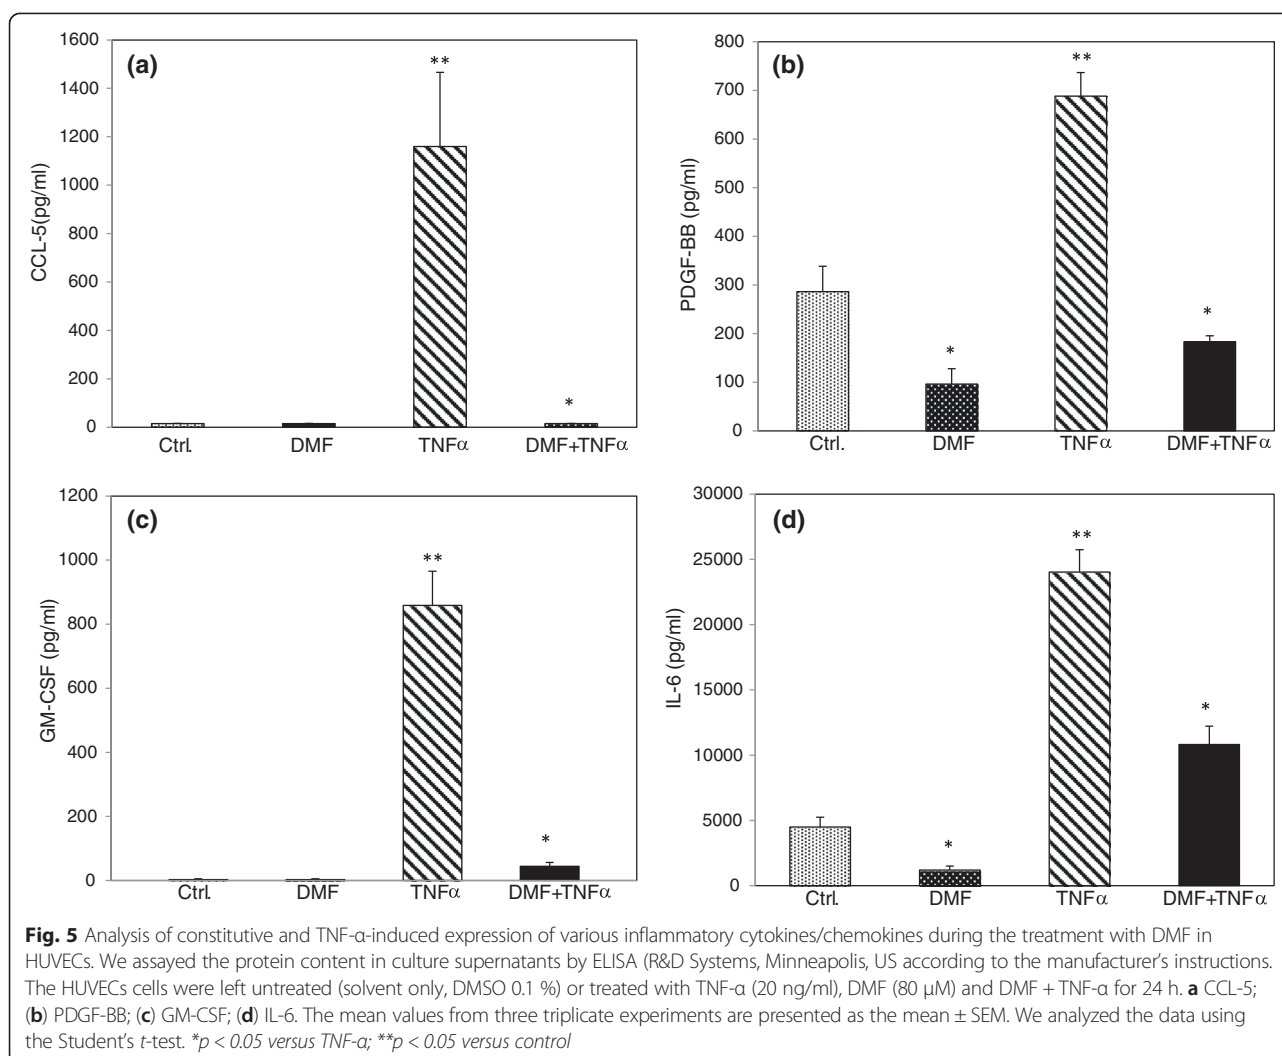 (a)
CCL-5(pg/ml)
1600
1400
1200
1000
800
600
400
200
0
**
*
Ctrl.
DMF
TNFα
DMF+TNFα
(b)
PDGF-BB (pg/ml)
800
700
600
500
400
300
200
100
0
*
**
*
Ctrl.
DMF
TNFα
DMF+TNFα
(c)
GM-CSF (pg/ml)
1200
1000
800
600
400
200
0
**
*
Ctrl.
DMF
TNFα
DMF+TNFα
(d)
IL-6 (pg/ml)
30000
25000
20000
15000
10000
5000
0
*
**
*
Ctrl.
DMF
TNFα
DMF+TNFα
Fig. 5 Analysis of constitutive and TNF-α-induced expression of various inflammatory cytokines/chemokines during the treatment with DMF in
HUVECs. We assayed the protein content in culture supernatants by ELISA (R&D Systems, Minneapolis, US according to the manufacturer's instructions.
The HUVECs cells were left untreated (solvent only, DMSO 0.1 %) or treated with TNF-α (20 ng/ml), DMF (80 μM) and DMF + TNF-α for 24 h. a CCL-5;
(b) PDGF-BB; (c) GM-CSF; (d) IL-6. The mean values from three triplicate experiments are presented as the mean ± SEM. We analyzed the data using
the Student's t-test. *p < 0.05 versus TNF-α; **p < 0.05 versus control